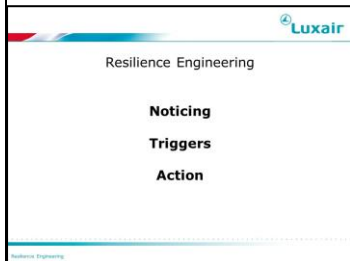 Luxair
Resilience Engineering
Noticing
Triggers
Action
Resilience Engineering